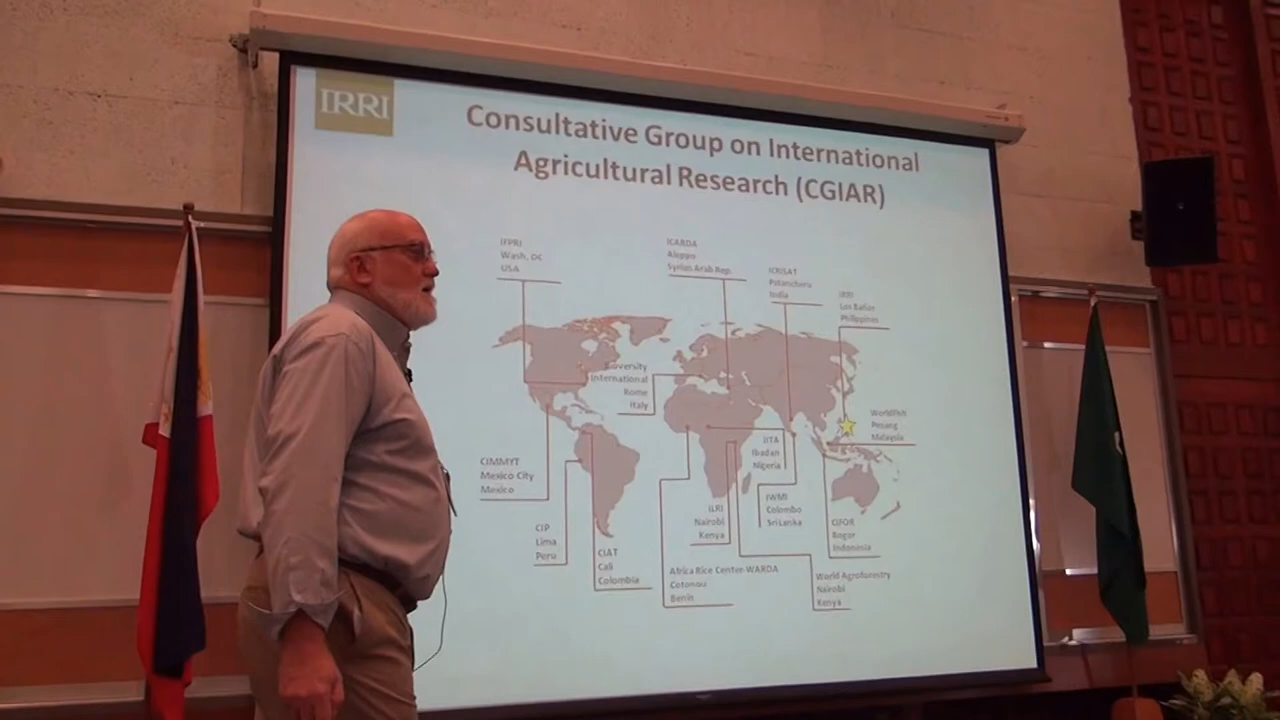 IRRI
Consultative Group on International
Agricultural Research (CGIAR)
IFPRI
Wash, DC
USA
ICARDA
Aleppo
Syrian Arab Rep.
ICRISAT
Patancheru
India
IRRI
Los Baños
Philippines
Bioversity
International
Rome
Italy
WorldFish
Penang
Malaysia
IITA
Ibadan
Nigeria
CIMMYT
Mexico City
Mexico
IWMI
Colombo
Sri Lanka
ILRI
Nairobi
Kenya
CIFOR
Bogor
Indoninsia
CIP
Lima
Peru
CIAT
Cali
Colombia
Africa Rice Center-WARDA
Cotonou
Benin
World Agroforestry
Nairobi
Kenya